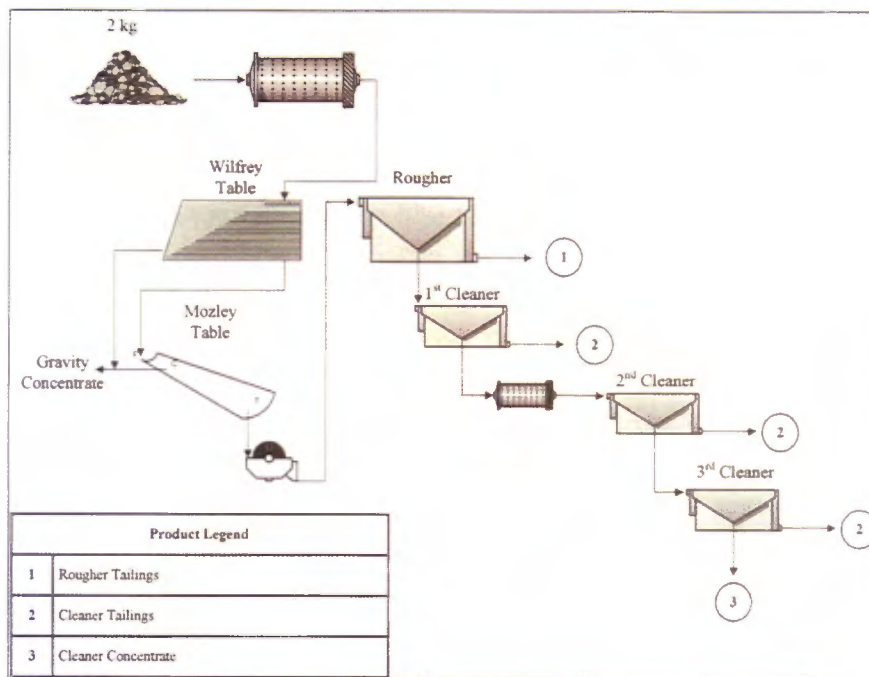 2 kg
Wilfrey
Table
Rougher
1
1st Cleaner
Mozley
Table
2
Gravity
Concentrate
2nd Cleaner
2
3rd Cleaner
2
3
Product Legend
1 Rougher Tailings
2 Cleaner Tailings
3 Cleaner Concentrate